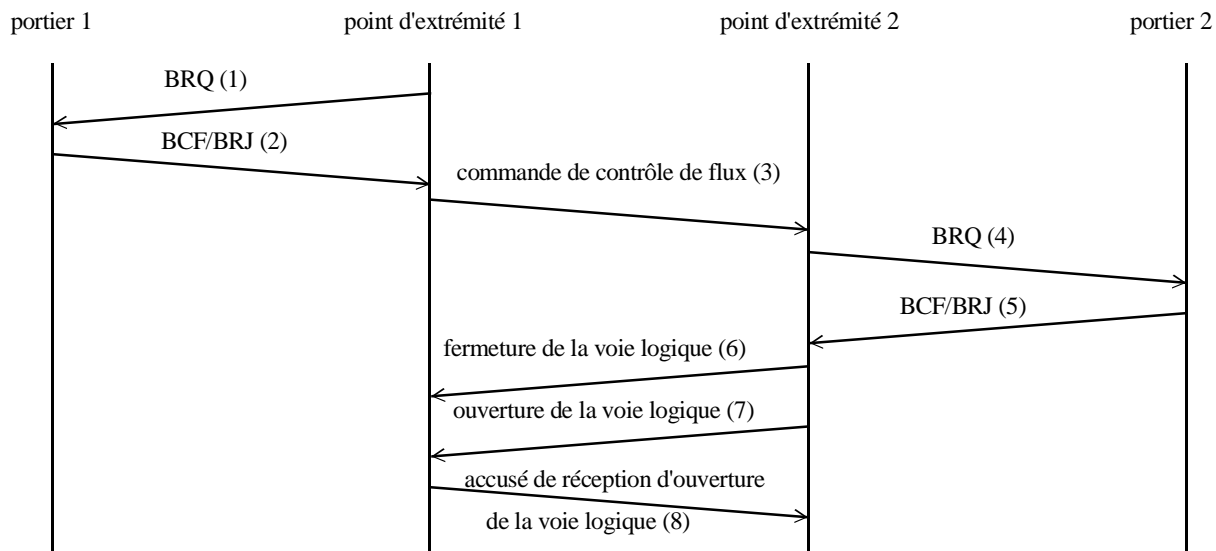 portier 1 point d'extrémité 1 point d'extrémité 2 portier 2
BRQ (1)
BCF/BRJ (2)
commande de contrôle de flux (3)
BRQ (4)
BCF/BRJ (5)
fermeture de la voie logique (6)
ouverture de la voie logique (7)
accusé de réception d'ouverture
de la voie logique (8)